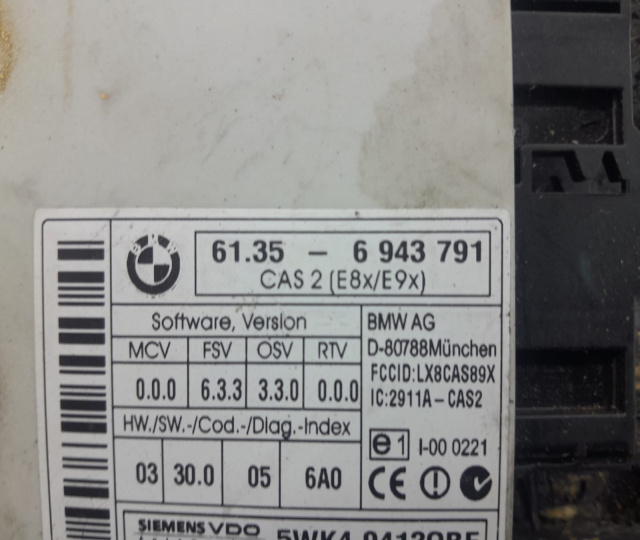 BMW
61.35 - 6 943 791
CAS 2 (E8x/E9x)
Software, Version
MCV FSV OSV RTV
0.0.0 6.3.3 3.3.0 0.0.0
HW./SW.-/Cod.-/Diag.-Index
03 30.0 05 6A0
BMW AG
D-80788München
FCCID:LX8CAS89X
IC:2911A-CAS2
e1 I-00 0221
CE
SIEMENS VDO